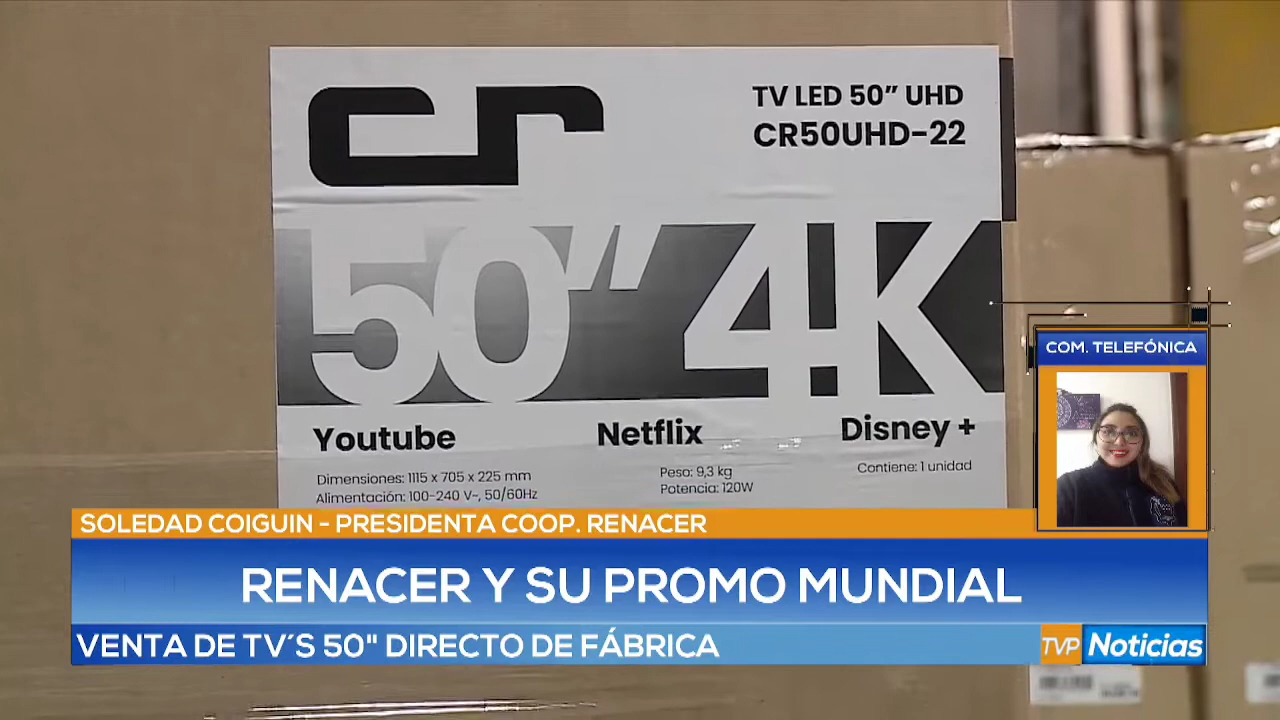 cr
TV LED 50” UHD
CR50UHD-22
50” 4K
Youtube
Netflix
Disney +
Dimensiones: 1115 x 705 x 225 mm
Alimentación: 100-240 V~, 50/60Hz
Peso: 9,3 kg
Potencia: 120W
Contiene: 1 unidad
COM. TELEFÓNICA
SOLEDAD COIGUIN - PRESIDENTA COOP. RENACER
RENACER Y SU PROMO MUNDIAL
VENTA DE TV´S 50" DIRECTO DE FÁBRICA
TVP Noticias